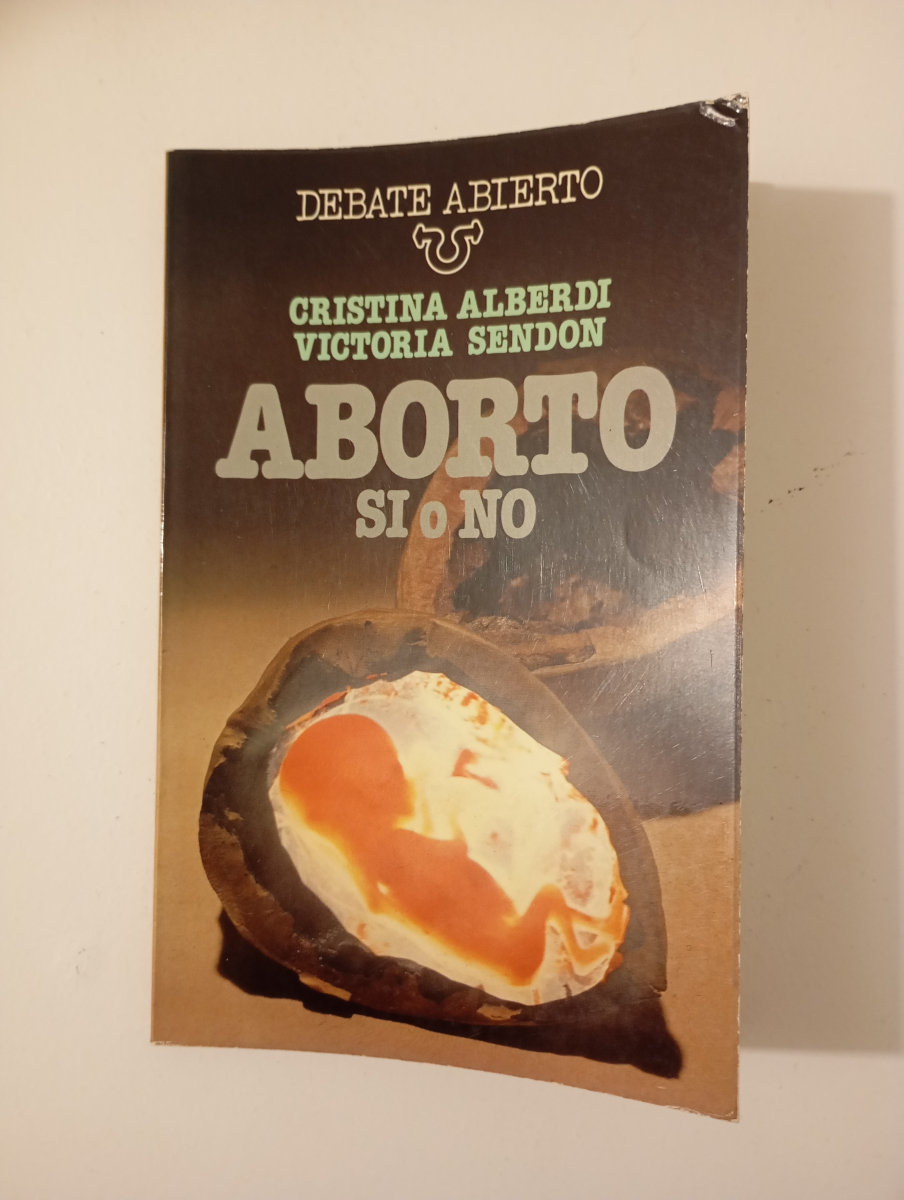 DEBATE ABIERTO
CRISTINA ALBERDI
VICTORIA SENDON
ABORTO
SI o NO